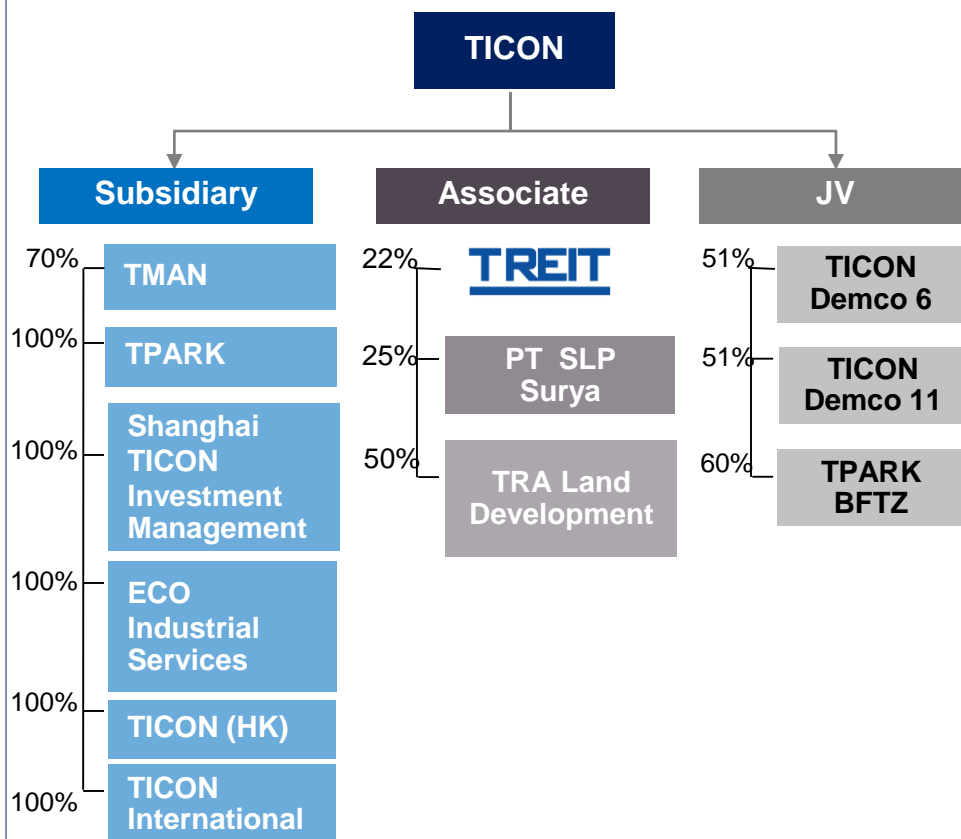 TICON
Subsidiary
70%
TMAN
100%
TPARK
100%
Shanghai
TICON
Investment
Management
100%
ECO
Industrial
Services
100%
TICON (HK)
100%
TICON
International
Associate
22%
TREIT
25%
PT SLP
Surya
50%
TRA Land
Development
JV
51%
TICON
Demco 6
51%
TICON
Demco 11
60%
TPARK
BFTZ